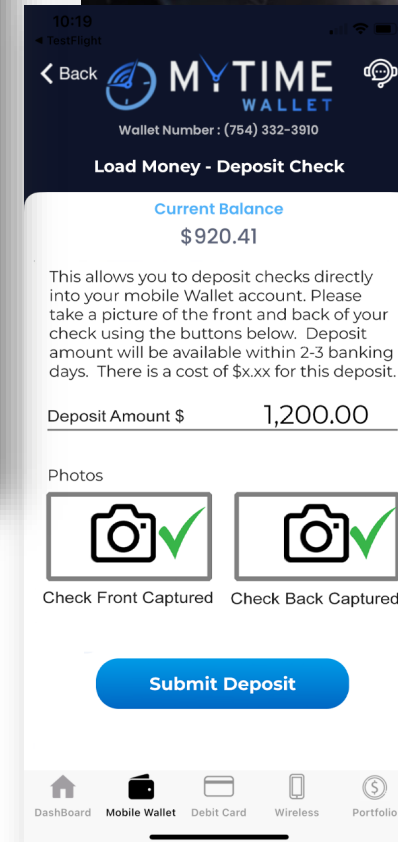 10:19
◀ TestFlight
Back
MYTIME
WALLET
Wallet Number : (754) 332-3910
Load Money - Deposit Check
Current Balance
$920.41
This allows you to deposit checks directly
into your mobile Wallet account. Please
take a picture of the front and back of your
check using the buttons below. Deposit
amount will be available within 2-3 banking
days. There is a cost of $x.xx for this deposit.
Deposit Amount $ 1,200.00
Photos
Check Front Captured Check Back Captured
Submit Deposit
DashBoard Mobile Wallet Debit Card Wireless Portfolio